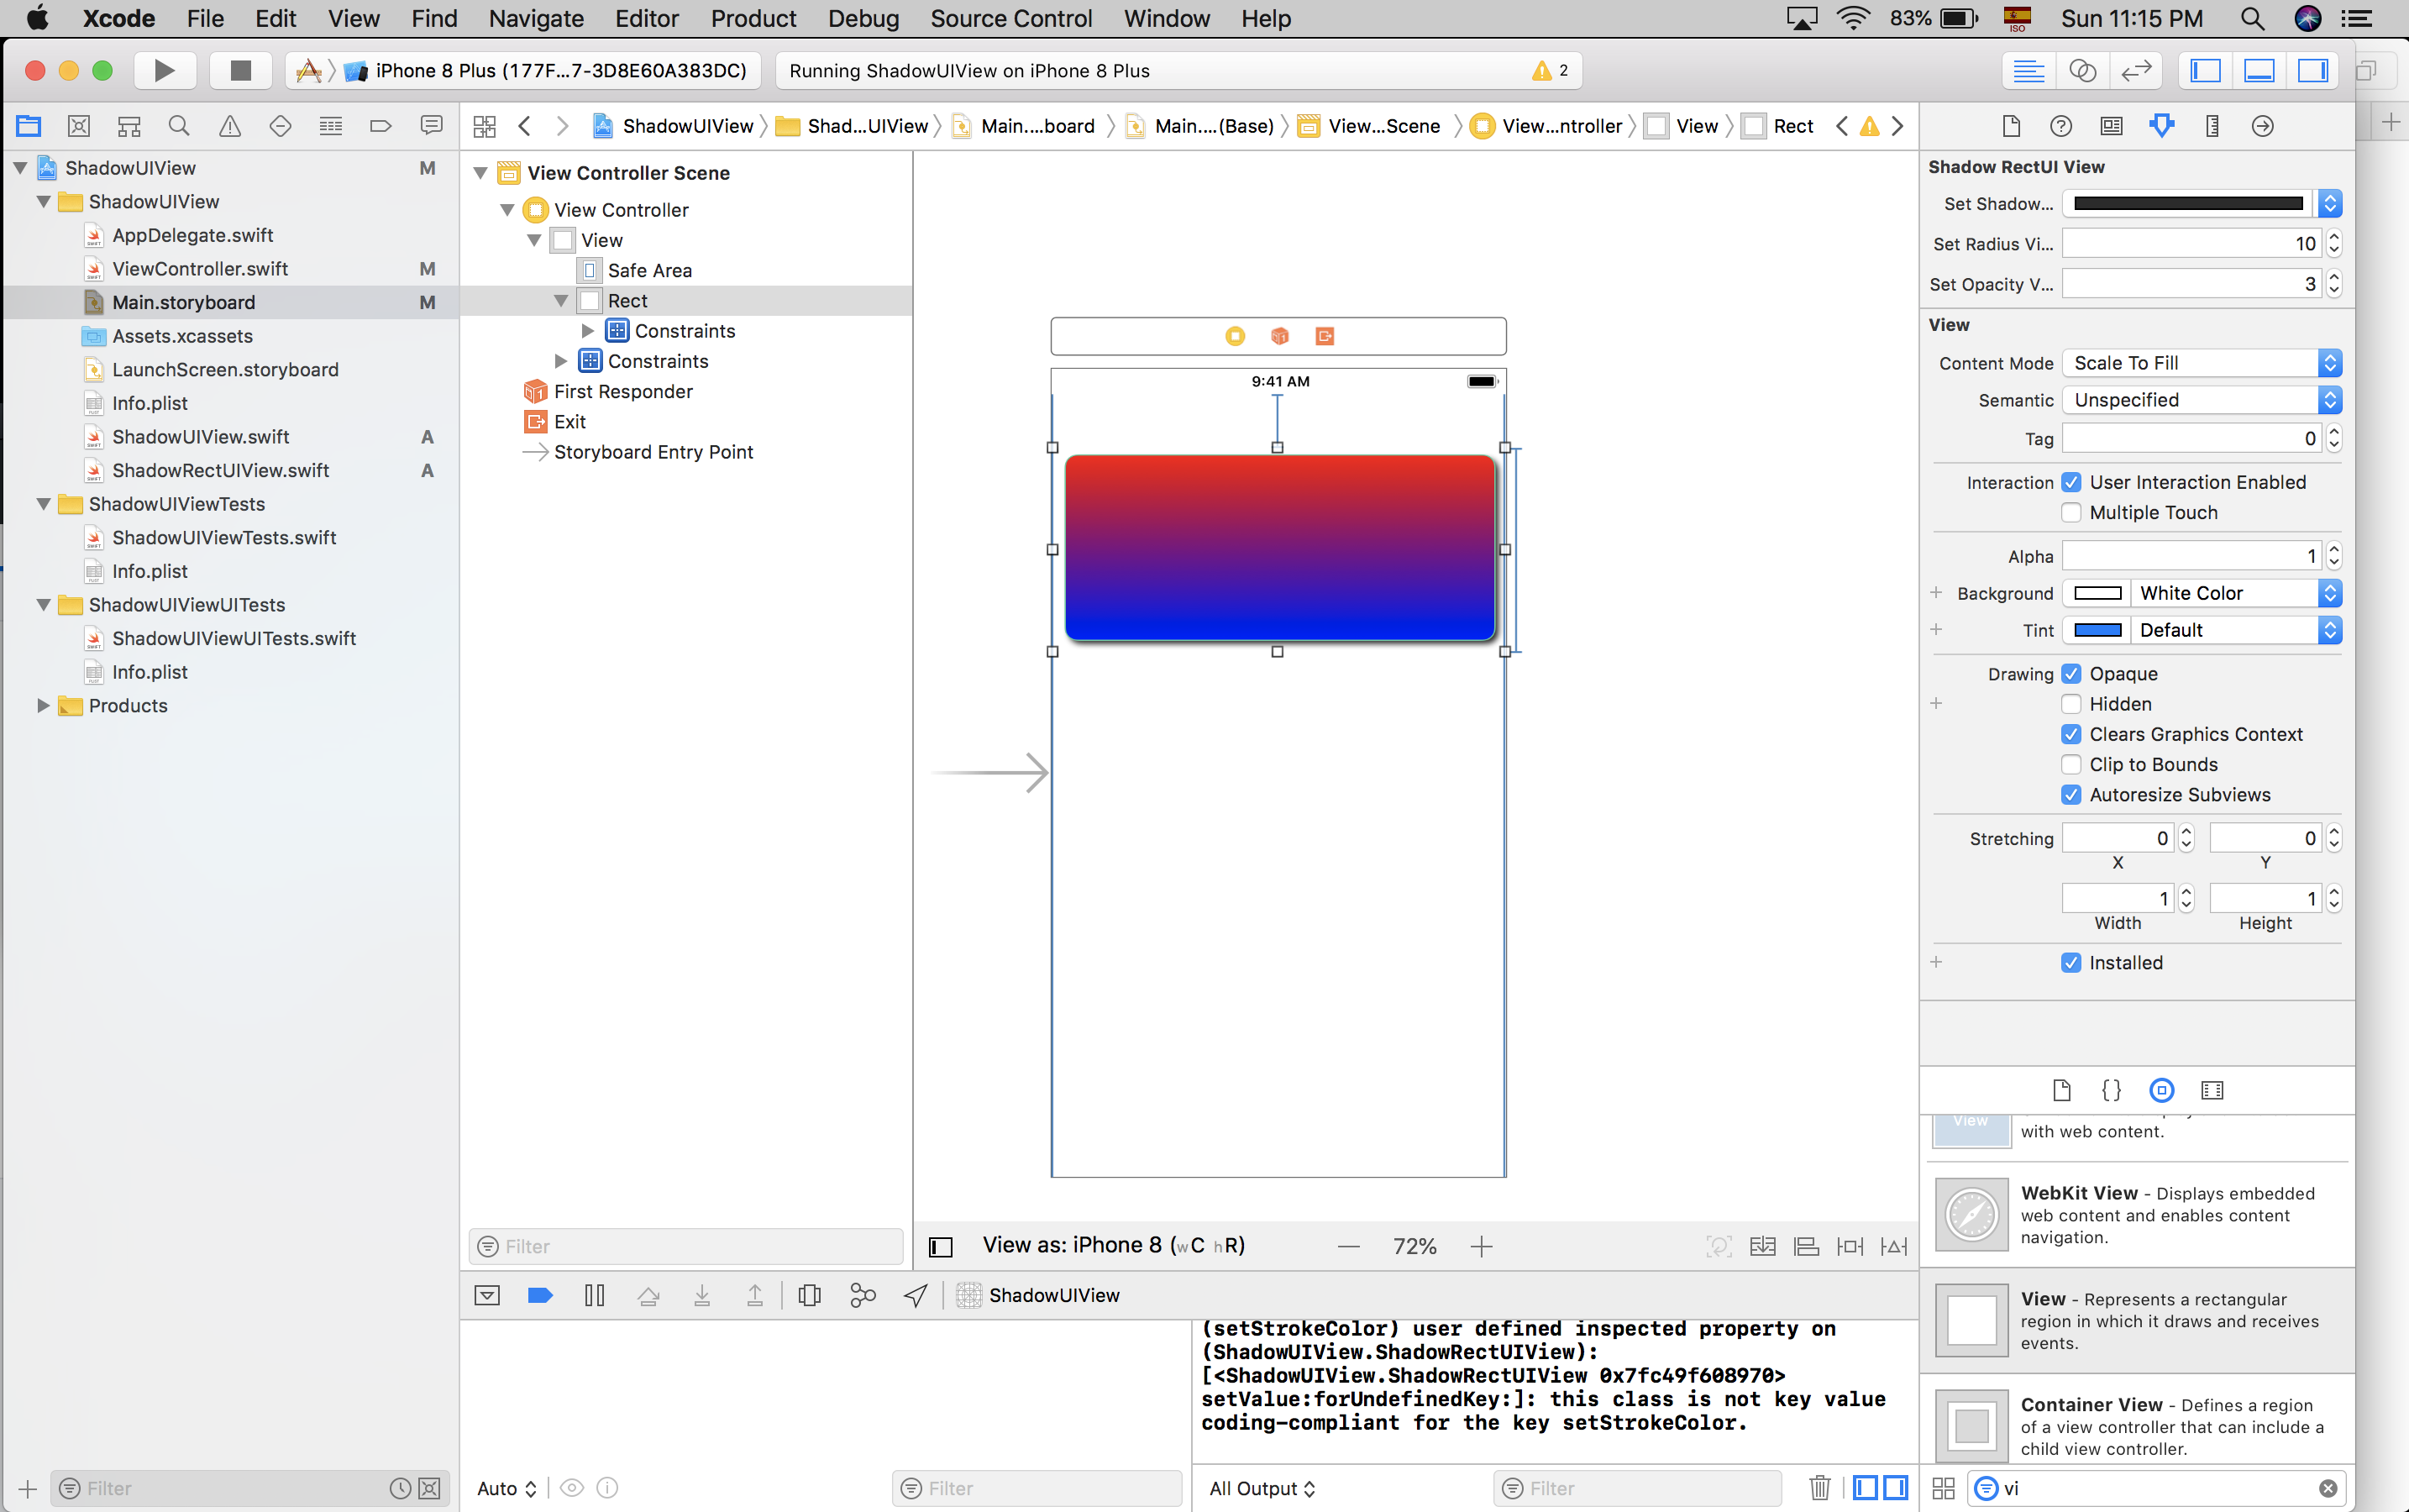 Xcode File Edit View Find Navigate Editor Product Debug Source Control Window Help 83% ISO Sun 11:15 PM
iPhone 8 Plus (177F...7-3D8E60A383DC) Running ShadowUIView on iPhone 8 Plus 2
ShadowUIView Shad...UIView Main....board Main....(Base) View...Scene View...ntroller View Rect
ShadowUIView M
ShadowUIView
AppDelegate.swift
ViewController.swift M
Main.storyboard M
Assets.xcassets
LaunchScreen.storyboard
Info.plist
ShadowUIView.swift A
ShadowRectUIView.swift A
ShadowUIViewTests
ShadowUIViewTests.swift
Info.plist
ShadowUIViewUITests
ShadowUIViewUITests.swift
Info.plist
Products
Filter
View Controller Scene
View Controller
View
Safe Area
Rect
Constraints
Constraints
First Responder
Exit
Storyboard Entry Point
Filter
9:41 AM
View as: iPhone 8 (wC hR) 72%
ShadowUIView
(setStrokeColor) user defined inspected property on
(ShadowUIView.ShadowRectUIView):
[<ShadowUIView.ShadowRectUIView 0x7fc49f608970>
setValue:forUndefinedKey:]: this class is not key value
coding-compliant for the key setStrokeColor.
Auto Filter
All Output Filter
Shadow RectUI View
Set Shadow...
Set Radius Vi... 10
Set Opacity V... 3
View
Content Mode Scale To Fill
Semantic Unspecified
Tag 0
Interaction User Interaction Enabled
Multiple Touch
Alpha 1
Background White Color
Tint Default
Drawing Opaque
Hidden
Clears Graphics Context
Clip to Bounds
Autoresize Subviews
Stretching 0 0
X Y
1 1
Width Height
Installed
View
with web content.
WebKit View - Displays embedded
web content and enables content
navigation.
View - Represents a rectangular
region in which it draws and receives
events.
Container View - Defines a region
of a view controller that can include a
child view controller.
vi